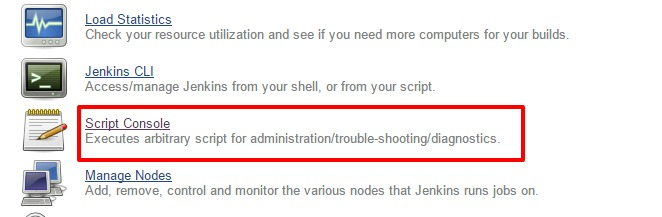 Load Statistics
Check your resource utilization and see if you need more computers for your builds.
Jenkins CLI
Access/manage Jenkins from your shell, or from your script.
Script Console
Executes arbitrary script for administration/trouble-shooting/diagnostics.
Manage Nodes
Add, remove, control and monitor the various nodes that Jenkins runs jobs on.